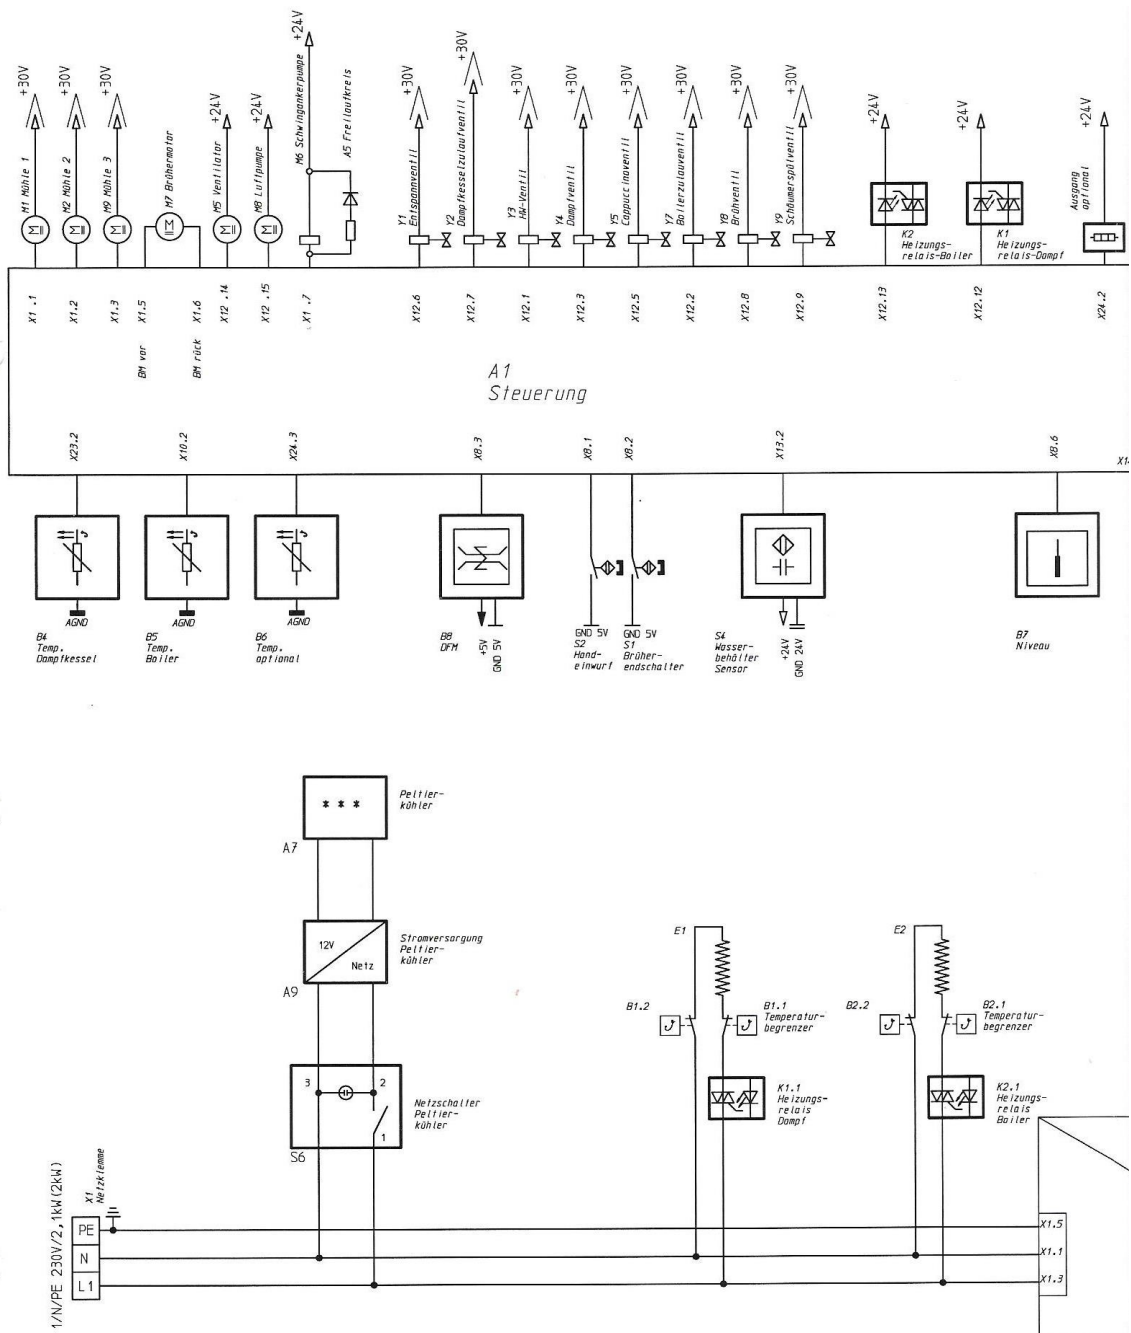 +30V
M1 Mühle 1
+30V
M2 Mühle 2
+30V
M9 Mühle 3
M7 Brühermotor
+24V
M5 Ventilator
+24V
M8 Luftpumpe
+24V
M6 Schwingankerpumpe
A5 Freilaufkreis
+30V
Y1
Entspannventil
+30V
Y2
Dampfkesselzulaufventil
+30V
Y3
HW-Ventil
+30V
Y4
Dampfventil
+30V
Y5
Cappuccinoventil
+30V
Y7
Boilerzulauventil
+30V
Y8
Brühventil
+30V
Y9
Schäumerspülventil
+24V
K2
Heizungs-
relais-Boiler
+24V
K1
Heizungs-
relais-Dampf
+24V
Ausgang
optional
X1 .1
X1.2
X1.3
X1.5
X1.6
X12 .14
X12 .15
X1 .7
X12.6
X12.7
X12.1
X12.3
X12.5
X12.2
X12.8
X12.9
X12.13
X12.12
X24.2
BM vor
BM rück
A1
Steuerung
X23.2
X10.2
X24.3
X8.3
X8.1
X8.2
X13.2
X8.6
AGND
B4
Temp.
Dampfkessel
AGND
B5
Temp.
Boiler
AGND
B6
Temp.
optional
B8
DFM
+5V
GND 5V
GND 5V
S2
Hand-
einwurf
GND 5V
S1
Brüher-
endschalter
S4
Wasser-
behälter
Sensor
+24V
GND 24V
B7
Niveau
* * *
Peltier-
kühler
A7
12V
Netz
Stromversorgung
Peltier-
kühler
A9
3
2
1
Netzschalter
Peltier-
kühler
S6
E1
B1.2
B1.1
Temperatur-
begrenzer
K1.1
Heizungs-
relais
Dampf
E2
B2.2
B2.1
Temperatur-
begrenzer
K2.1
Heizungs-
relais
Boiler
1/N/PE 230V/2,1kW(2kW)
X1
Netzklemme
PE
N
L1
X1.5
X1.1
X1.3